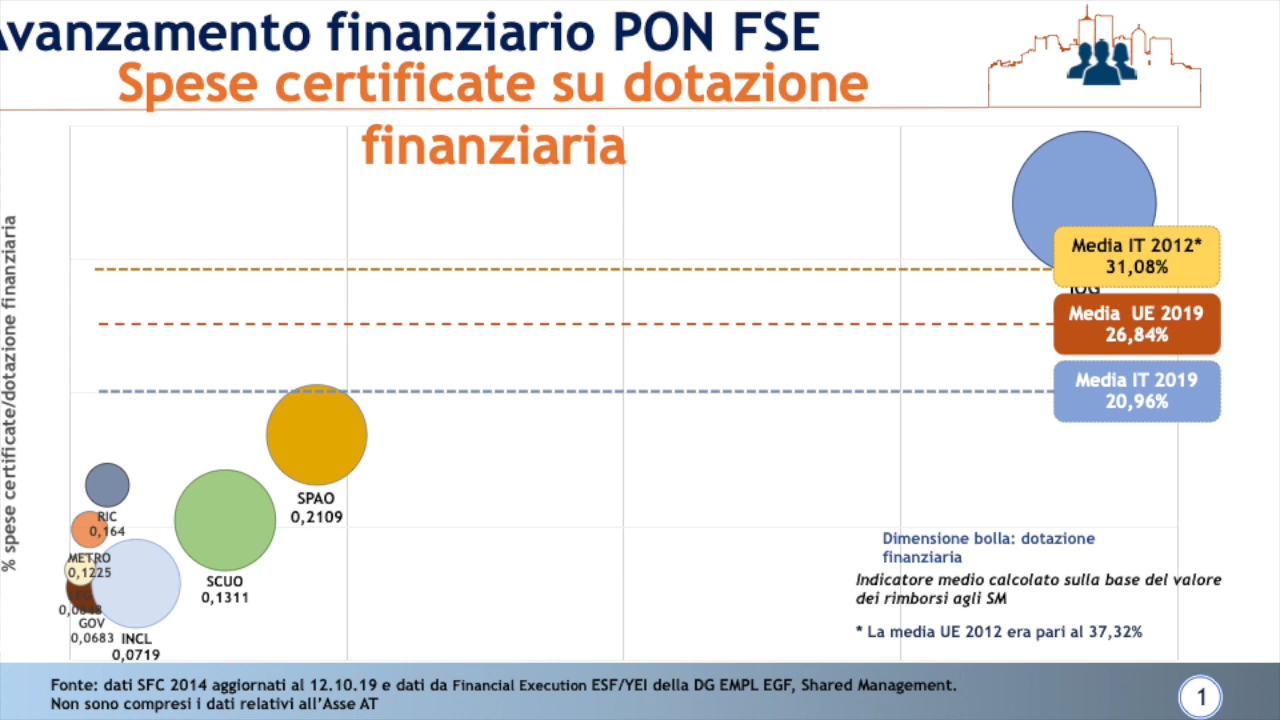 Avanzamento finanziario PON FSE
Spese certificate su dotazione
finanziaria
% spese certificate/dotazione finanziaria
Media IT 2012*
31,08%
IOG
Media UE 2019
26,84%
Media IT 2019
20,96%
SPAO
0,2109
RIC
0,164
METRO
0,1225
SCUO
0,1311
GOV
0,0683
INCL
0,0719
Dimensione bolla: dotazione
finanziaria
Indicatore medio calcolato sulla base del valore
dei rimborsi agli SM
* La media UE 2012 era pari al 37,32%
Fonte: dati SFC 2014 aggiornati al 12.10.19 e dati da Financial Execution ESF/YEI della DG EMPL EGF, Shared Management.
Non sono compresi i dati relativi all'Asse AT
1